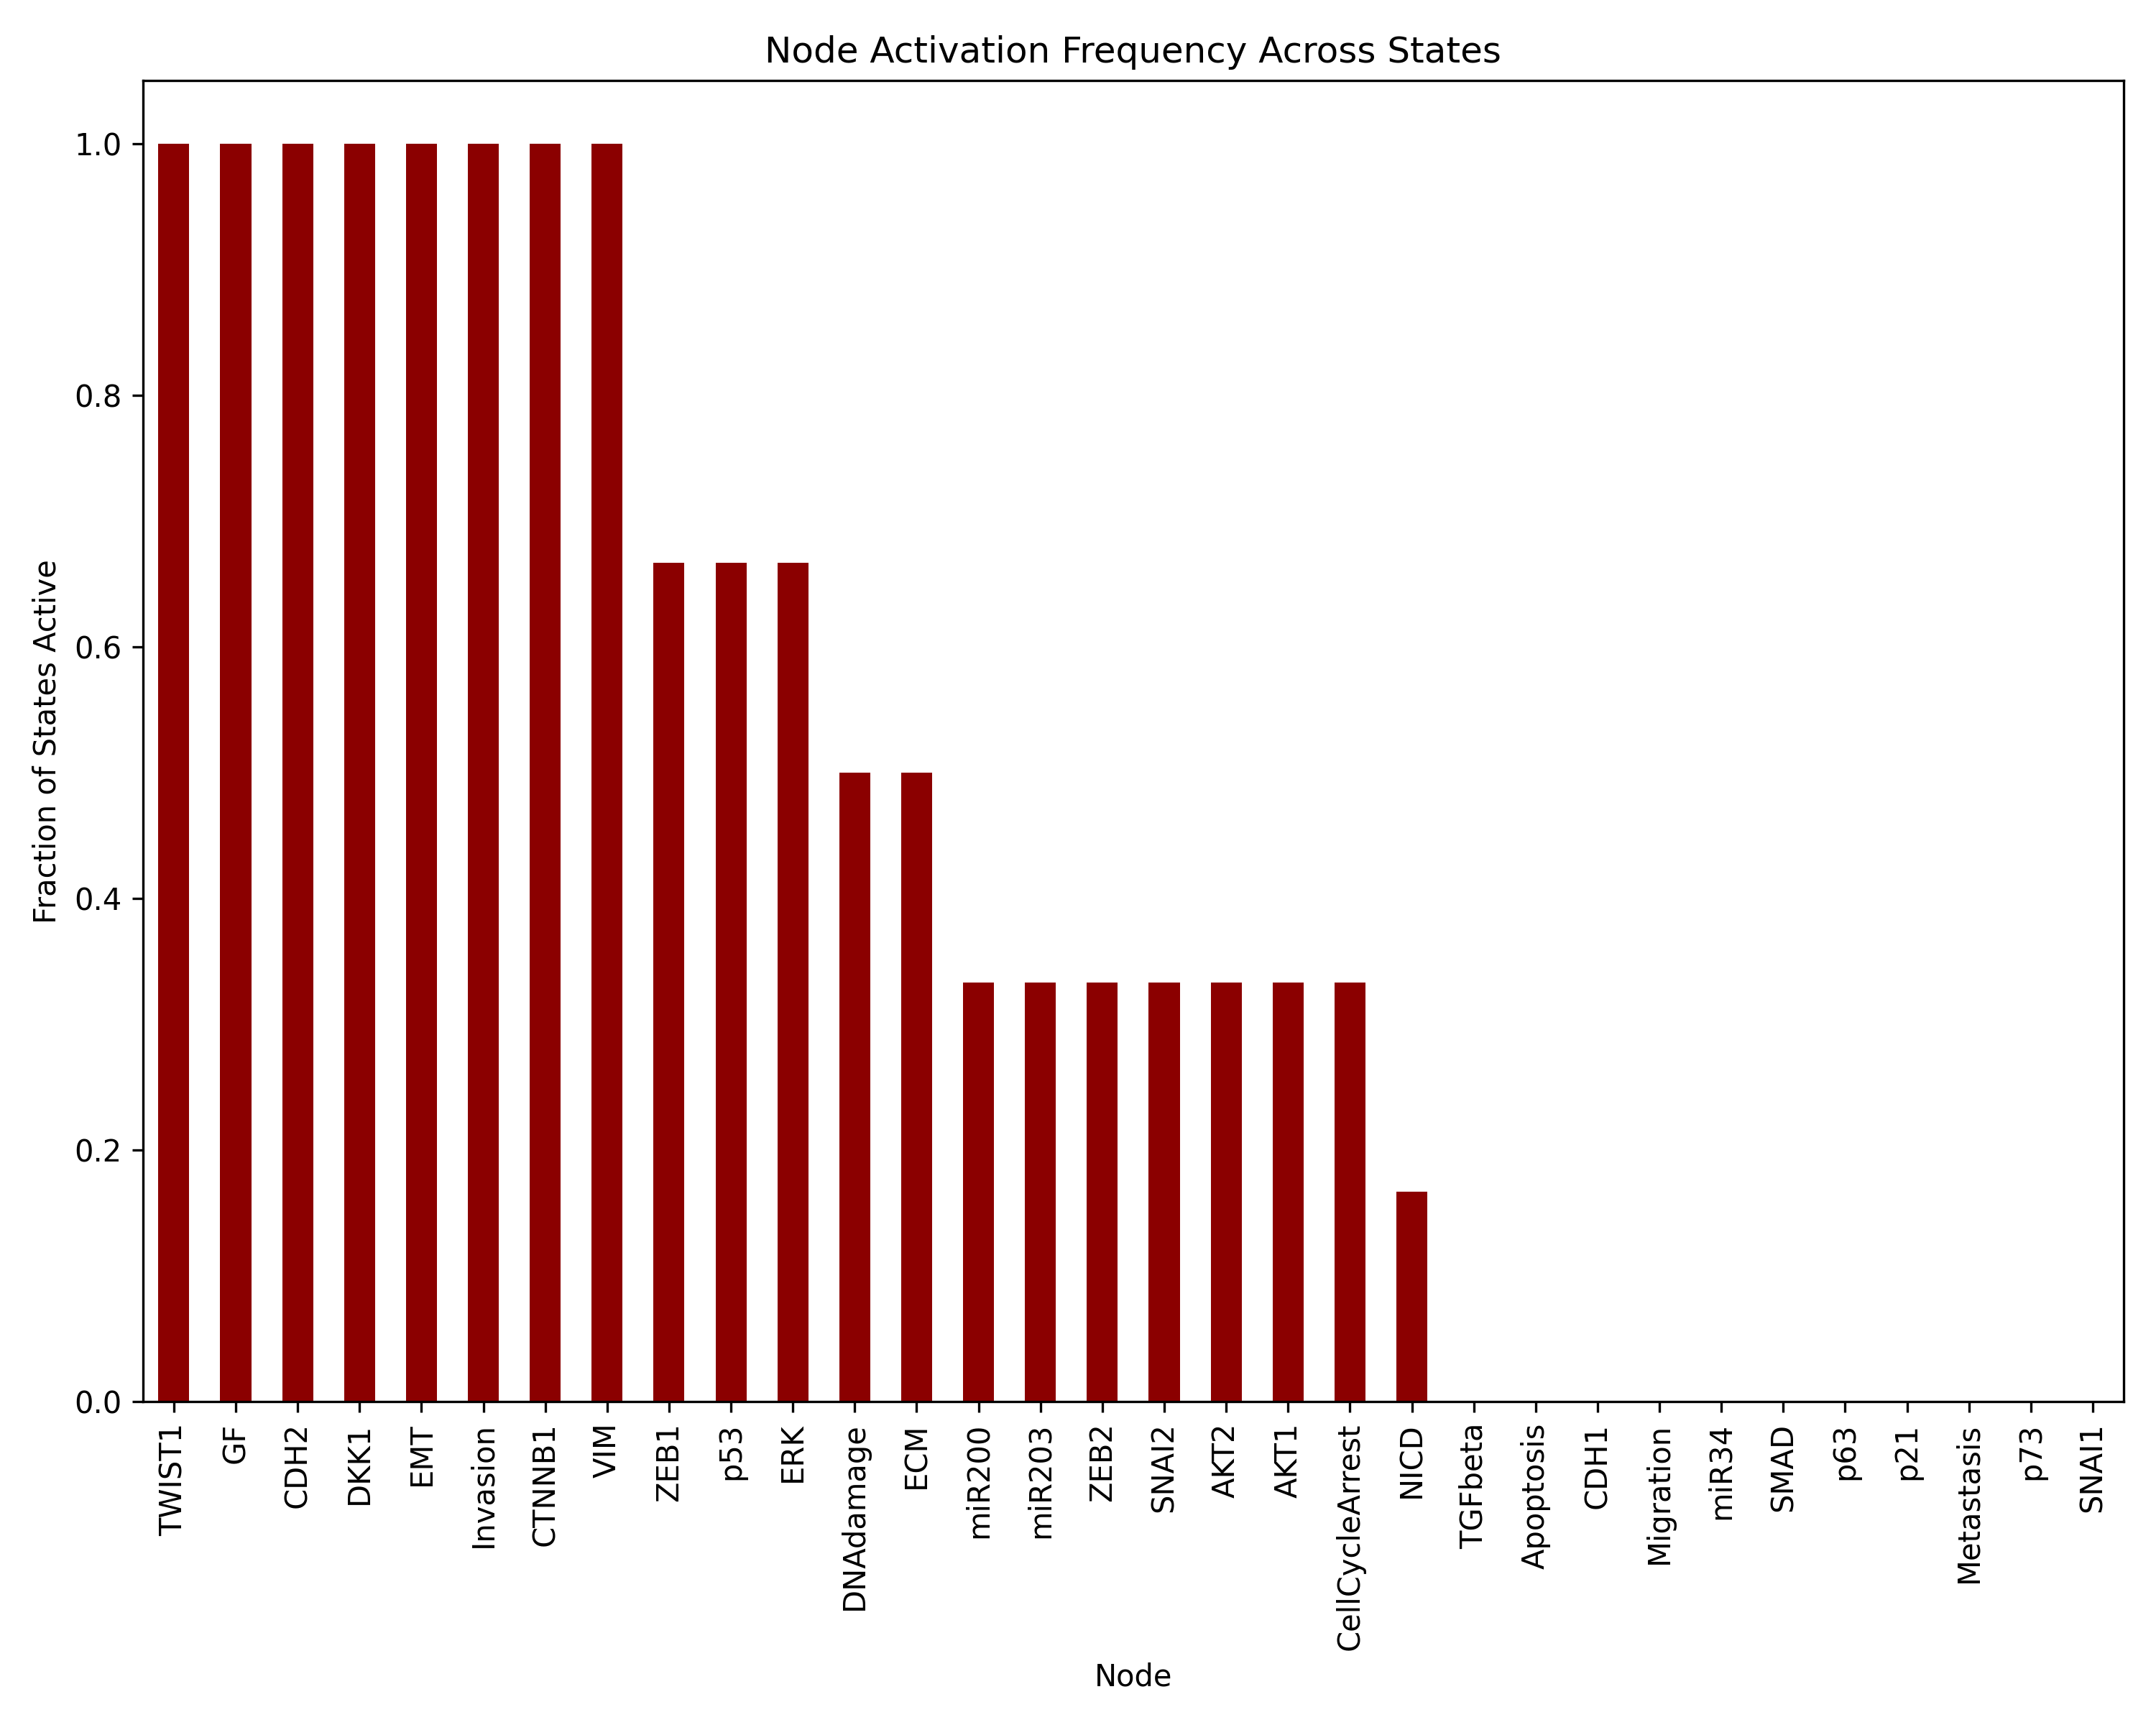 Node Activation Frequency Across States
Fraction of States Active
1.0
0.8
0.6
0.4
0.2
0.0
TWIST1
GF
CDH2
DKK1
EMT
Invasion
CTNNB1
VIM
ZEB1
p53
ERK
DNAdamage
ECM
miR200
miR203
ZEB2
SNAI2
AKT2
AKT1
CellCycleArrest
NICD
TGFbeta
Apoptosis
CDH1
Migration
miR34
SMAD
p63
p21
Metastasis
p73
SNAI1
Node